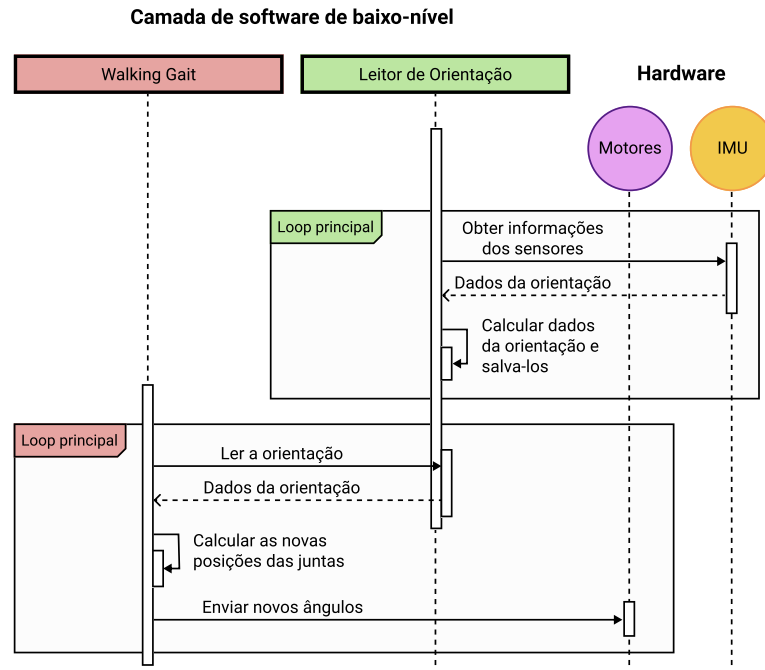 Camada de software de baixo-nível
Walking Gait
Leitor de Orientação
Hardware
Motores
IMU
Loop principal
Obter informações
dos sensores
Dados da orientação
Calcular dados
da orientação e
salva-los
Loop principal
Ler a orientação
Dados da orientação
Calcular as novas
posições das juntas
Enviar novos ângulos